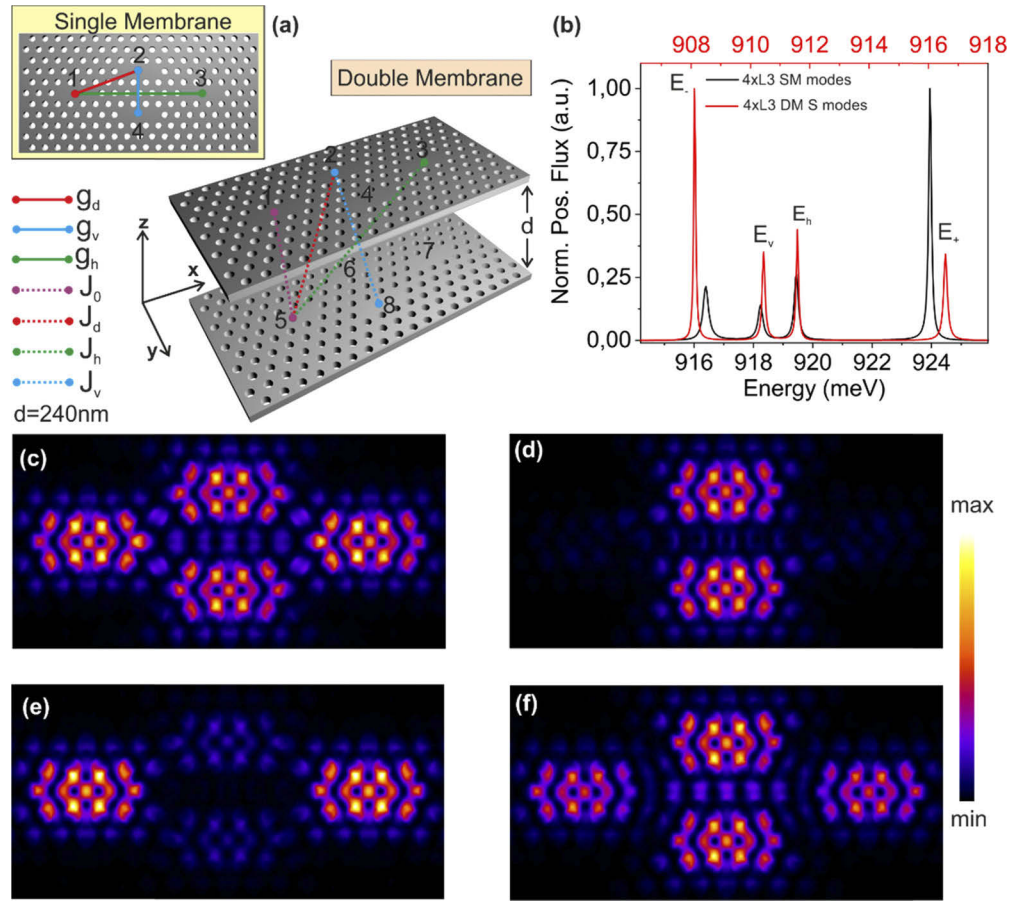 Single Membrane
(a)
1
2
3
4
Double Membrane
1
2
3
4
5
6
7
8
d
z
x
y
g_d
g_v
g_h
J_0
J_d
J_h
J_v
d=240nm
(b)
908 910 912 914 916 918
4xL3 SM modes
4xL3 DM S modes
E_-
E_v
E_h
E_+
1,00
0,75
0,50
0,25
0,00
Norm. Pos. Flux (a.u.)
916 918 920 922 924
Energy (meV)
(c)
(d)
(e)
(f)
max
min